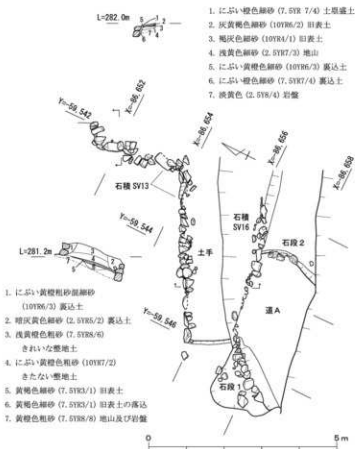 L=282.0m
1. にぶい橙色細砂 (7.5YR 7/4) 土取盛土
2. 灰黄褐色細砂 (10YR6/2) 旧表土
3. 褐灰色細砂 (10YR4/1) 旧表土
4. 浅黄色細砂 (2.5YR7/3) 地山
5. にぶい黄橙色細砂 (10YR6/3) 裏込土
6. にぶい橙色細砂 (7.5YR7/4) 裏込土
7. 淡黄色 (2.5Y8/4) 岩盤
X=-86,652
Y=-59,542
X=-86,654
X=-86,656
X=-86,658
石積 SV13
石積
SV16
石段2
Y=-59,544
土手
道A
L=281.2m
Y=-59,546
石段1
1. にぶい黄橙粗砂混細砂
(10YR6/3) 裏込土
2. 暗灰黄色細砂 (2.5YR5/2) 裏込土
3. 浅黄橙色粗砂 (7.5YR8/6)
きれいな整地土
4. にぶい黄橙色粗砂 (10YR7/2)
きたない整地土
5. 黄褐色細砂 (7.5YR3/1) 旧表土
6. 黄褐色細砂 (7.5YR3/1) 旧表土の落込
7. 黄橙色粗砂 (7.5YR8/8) 地山及び岩盤
0
5 m